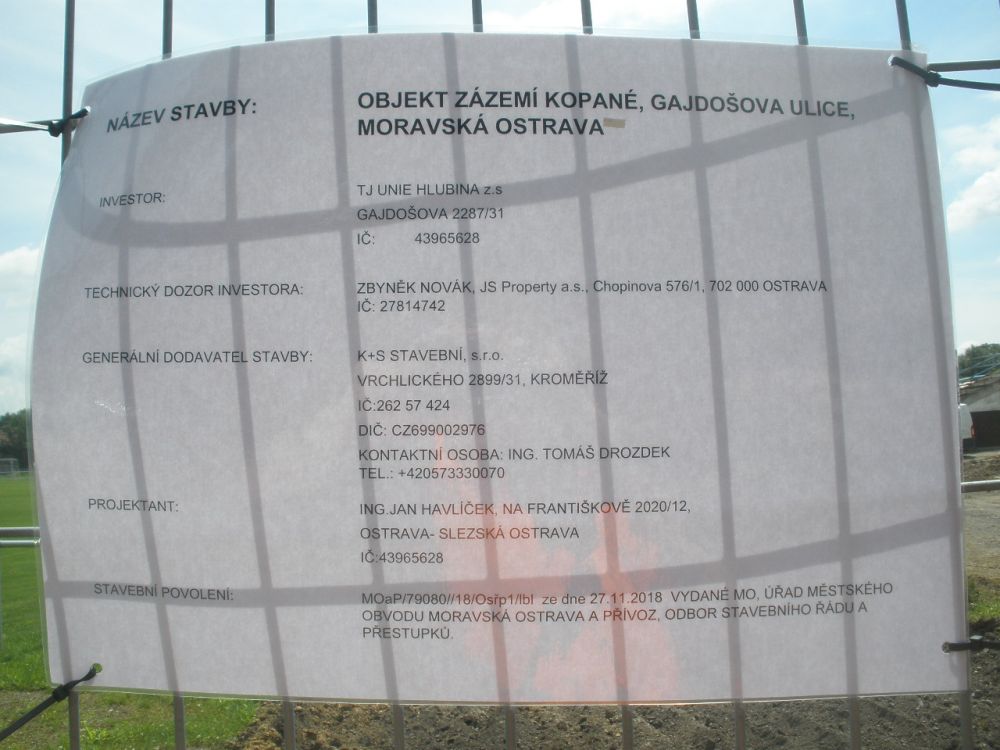 NÁZEV STAVBY: OBJEKT ZÁZEMÍ KOPANÉ, GAJDOŠOVA ULICE,
MORAVSKÁ OSTRAVA
INVESTOR: TJ UNIE HLUBINA z.s
GAJDOŠOVA 2287/31
IČ: 43965628
TECHNICKÝ DOZOR INVESTORA: ZBYNĚK NOVÁK, JS Property a.s., Chopinova 576/1, 702 000 OSTRAVA
IČ: 27814742
GENERÁLNÍ DODAVATEL STAVBY: K+S STAVEBNÍ, s.r.o.
VRCHLICKÉHO 2899/31, KROMĚŘÍŽ
IČ:262 57 424
DIČ: CZ699002976
KONTAKTNÍ OSOBA: ING. TOMÁŠ DROZDEK
TEL.: +420573330070
PROJEKTANT: ING.JAN HAVLÍČEK, NA FRANTIŠKOVĚ 2020/12,
OSTRAVA- SLEZSKÁ OSTRAVA
IČ:43965628
STAVEBNÍ POVOLENÍ: MOaP/79080//18/Osřp1/lbl ze dne 27.11.2018 VYDANÉ MO, ÚŘAD MĚSTSKÉHO
OBVODU MORAVSKÁ OSTRAVA A PŘÍVOZ, ODBOR STAVEBNÍHO ŘÁDU A
PŘESTUPKŮ.